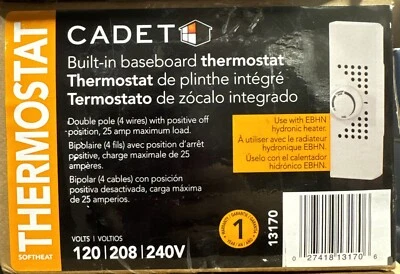 THERMOSTAT
SOFTHEAT
CADET
Built-in baseboard thermostat
Thermostat de plinthe intégré
Termostato de zócalo integrado
Double pole (4 wires) with positive off
position, 25 amp maximum load.
Bipolaire (4 fils) avec position d'arrêt
positive, charge maximale de 25
ampères.
Bipolar (4 cables) con posición
positiva desactivada, carga máxima
de 25 amperios.
VOLTS | VOLTIOS
120|208|240V
Use with EBHN
hydronic heater.
À utiliser avec le radiateur
hydronique EBHN.
Úselo con el calentador
hidrónico EBHN.
1
13170
0 27418 13170 6